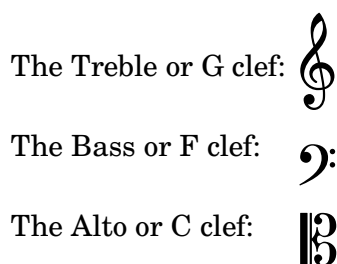 The Treble or G clef:
The Bass or F clef:
The Alto or C clef: